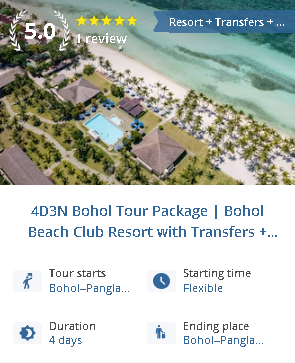 5.0
1 review
Resort + Transfers + ...
4D3N Bohol Tour Package | Bohol
Beach Club Resort with Transfers +...
Tour starts
Bohol–Pangla...
Starting time
Flexible
Duration
4 days
Ending place
Bohol–Pangla...